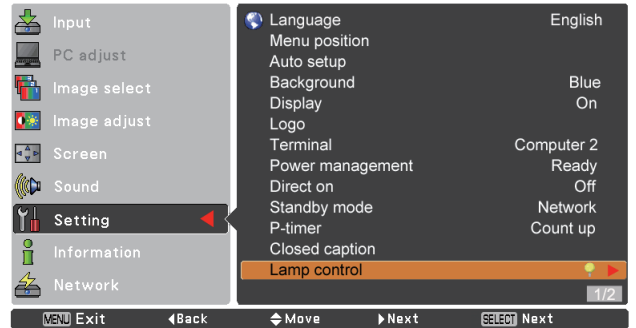 Input
PC adjust
Image select
Image adjust
Screen
Sound
Setting
Information
Network
Language English
Menu position
Auto setup
Background Blue
Display On
Logo
Terminal Computer 2
Power management Ready
Direct on Off
Standby mode Network
P-timer Count up
Closed caption
Lamp control
1/2
MENU Exit Back Move Next SELECT Next